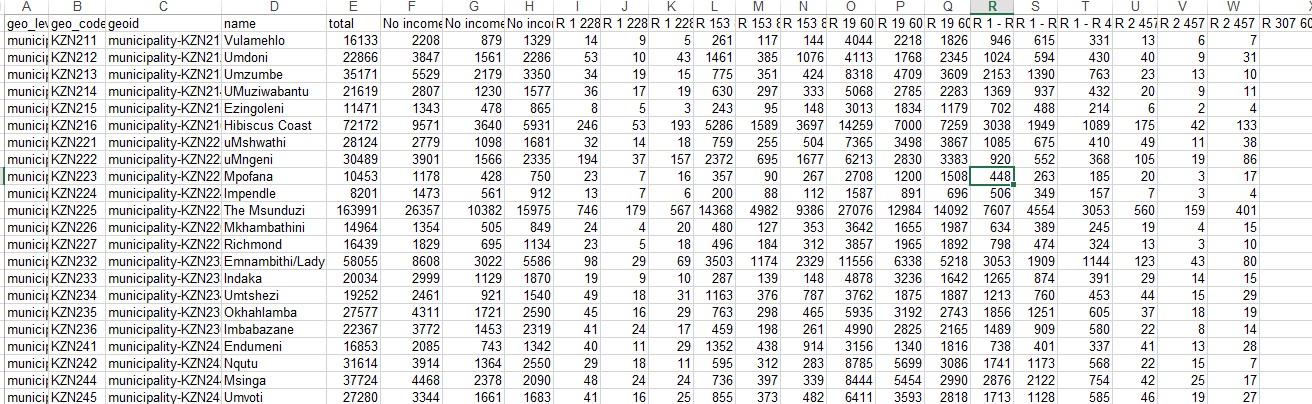 A B C D E F G H I J K L M N O P Q R S T U V W X
geo_lev geo_code geoid name total No income No income No incom R 1 228 R 1 228 R 1 228 R 153 R 153 8 R 153 8 R 19 60 R 19 60 R 19 60 R 1 - R R 1 - R R 1 - R 4 R 2 457 R 2 457 R 2 457 R 307 60
municip KZN211 municipality-KZN21 Vulamehlo 16133 2208 879 1329 14 9 5 261 117 144 4044 2218 1826 946 615 331 13 6 7
municip KZN212 municipality-KZN21 Umdoni 22866 3847 1561 2286 53 10 43 1461 385 1076 4113 1768 2345 1024 594 430 40 9 31
municip KZN213 municipality-KZN21 Umzumbe 35171 5529 2179 3350 34 19 15 775 351 424 8318 4709 3609 2153 1390 763 23 13 10
municip KZN214 municipality-KZN21 UMuziwabantu 21619 2807 1230 1577 36 17 19 630 297 333 5068 2785 2283 1369 937 432 20 9 11
municip KZN215 municipality-KZN21 Ezingoleni 11471 1343 478 865 8 5 3 243 95 148 3013 1834 1179 702 488 214 6 2 4
municip KZN216 municipality-KZN21 Hibiscus Coast 72172 9571 3640 5931 246 53 193 5286 1589 3697 14259 7000 7259 3038 1949 1089 175 42 133
municip KZN221 municipality-KZN22 uMshwathi 28124 2779 1098 1681 32 14 18 759 255 504 7365 3498 3867 1085 675 410 49 11 38
municip KZN222 municipality-KZN22 uMngeni 30489 3901 1566 2335 194 37 157 2372 695 1677 6213 2830 3383 920 552 368 105 19 86
municip KZN223 municipality-KZN22 Mpofana 10453 1178 428 750 23 7 16 357 90 267 2708 1200 1508 448 263 185 20 3 17
municip KZN224 municipality-KZN22 Impendle 8201 1473 561 912 13 7 6 200 88 112 1587 891 696 506 349 157 7 3 4
municip KZN225 municipality-KZN22 The Msunduzi 163991 26357 10382 15975 746 179 567 14368 4982 9386 27076 12984 14092 7607 4554 3053 560 159 401
municip KZN226 municipality-KZN22 Mkhambathini 14964 1354 505 849 24 4 20 480 127 353 3642 1655 1987 634 389 245 19 4 15
municip KZN227 municipality-KZN22 Richmond 16439 1829 695 1134 23 5 18 496 184 312 3857 1965 1892 798 474 324 13 3 10
municip KZN232 municipality-KZN23 Emnambithi/Lady 58055 8608 3022 5586 98 29 69 3503 1174 2329 11556 6338 5218 3053 1909 1144 123 43 80
municip KZN233 municipality-KZN23 Indaka 20034 2999 1129 1870 19 9 10 287 139 148 4878 3236 1642 1265 874 391 29 14 15
municip KZN234 municipality-KZN23 Umtshezi 19252 2461 921 1540 49 18 31 1163 376 787 3762 1875 1887 1213 760 453 44 15 29
municip KZN235 municipality-KZN23 Okhahlamba 27577 4311 1721 2590 45 16 29 763 298 465 5935 3192 2743 1856 1251 605 37 18 19
municip KZN236 municipality-KZN23 Imbabazane 22367 3772 1453 2319 41 24 17 459 198 261 4990 2825 2165 1489 909 580 22 8 14
municip KZN241 municipality-KZN24 Endumeni 16853 2085 743 1342 40 11 29 1352 438 914 3156 1340 1816 738 401 337 41 13 28
municip KZN242 municipality-KZN24 Nqutu 31614 3914 1364 2550 29 18 11 595 312 283 8785 5699 3086 1741 1173 568 22 15 7
municip KZN244 municipality-KZN24 Msinga 37724 4468 2378 2090 48 24 24 736 397 339 8444 5454 2990 2876 2122 754 42 25 17
municip KZN245 municipality-KZN24 Umvoti 27280 3344 1661 1683 41 16 25 855 373 482 6411 3593 2818 1713 1128 585 46 19 27